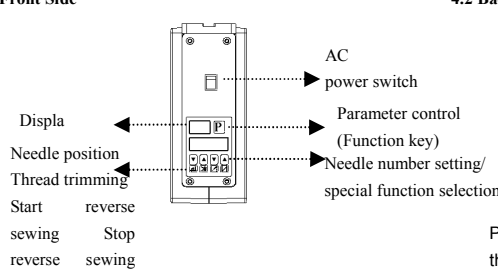 Front Side
4.2 Ba
AC
power switch
Displa
Parameter control
(Function key)
Needle position
Needle number setting/
Thread trimming
special function selection
Start reverse
sewing Stop
reverse sewing
P
th
P